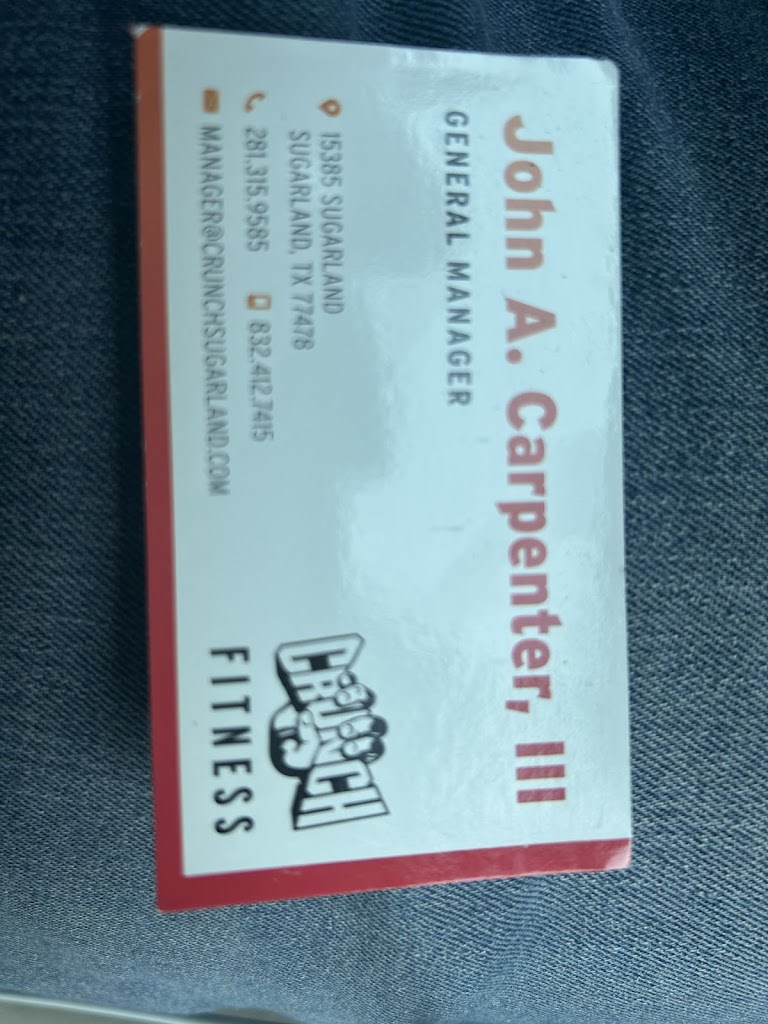 John A. Carpenter, III
GENERAL MANAGER
15385 SUGARLAND
SUGARLAND, TX 77478
281.315.9585 832.412.7415
MANAGER@CRUNCHSUGARLAND.COM
CRUNCH
FITNESS